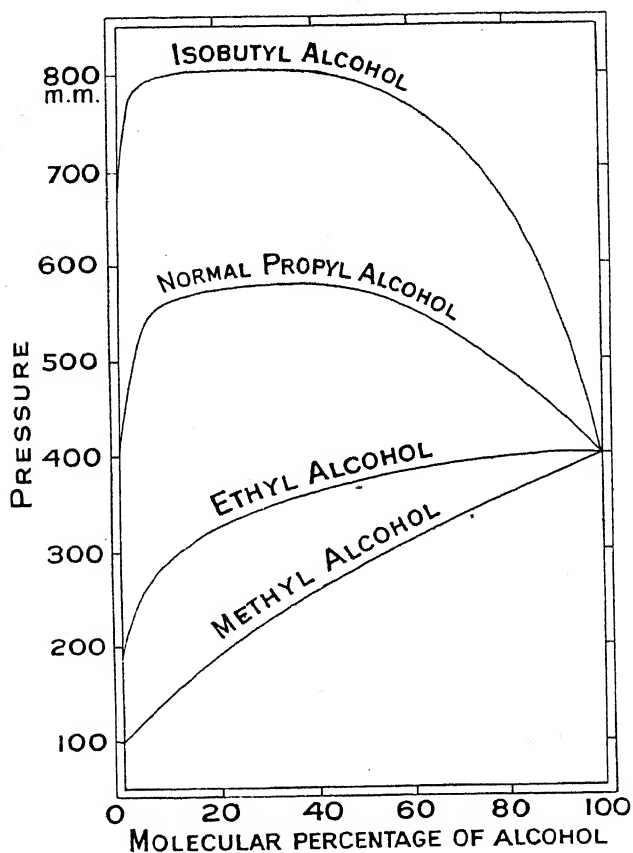 ISOBUTYL ALCOHOL
800
m.m.
700
NORMAL PROPYL ALCOHOL
600
500
PRESSURE
400
ETHYL ALCOHOL
300
METHYL ALCOHOL
200
100
0 20 40 60 80 100
MOLECULAR PERCENTAGE OF ALCOHOL